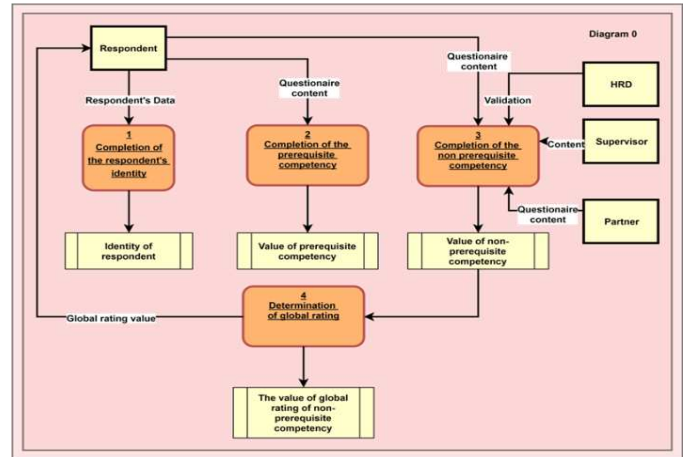 Diagram 0
Respondent
Questionaire
content
HRD
Questionaire
content
Respondent's Data
Validation
1
Completion of
the respondent's
identity
2
Completion of the
prerequisite
competency
3
Completion of the
non prerequisite
competency
Content
Supervisor
Questionaire
content
Partner
Identity of
respondent
Value of prerequisite
competency
Value of non-
prerequisite
competency
4
Determination
of global rating
Global rating value
The value of global
rating of non-
prerequisite
competency